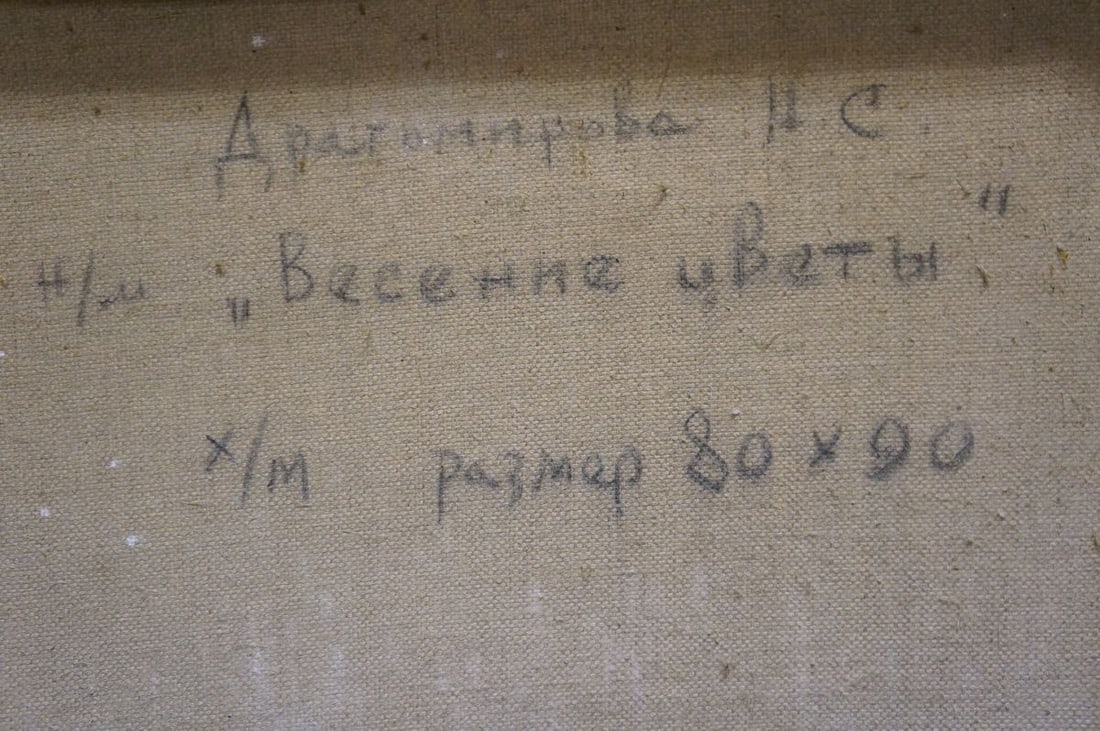 Драгомирова Н.С.
Н/м „Весенние цветы"
х/м размер 80 х 90